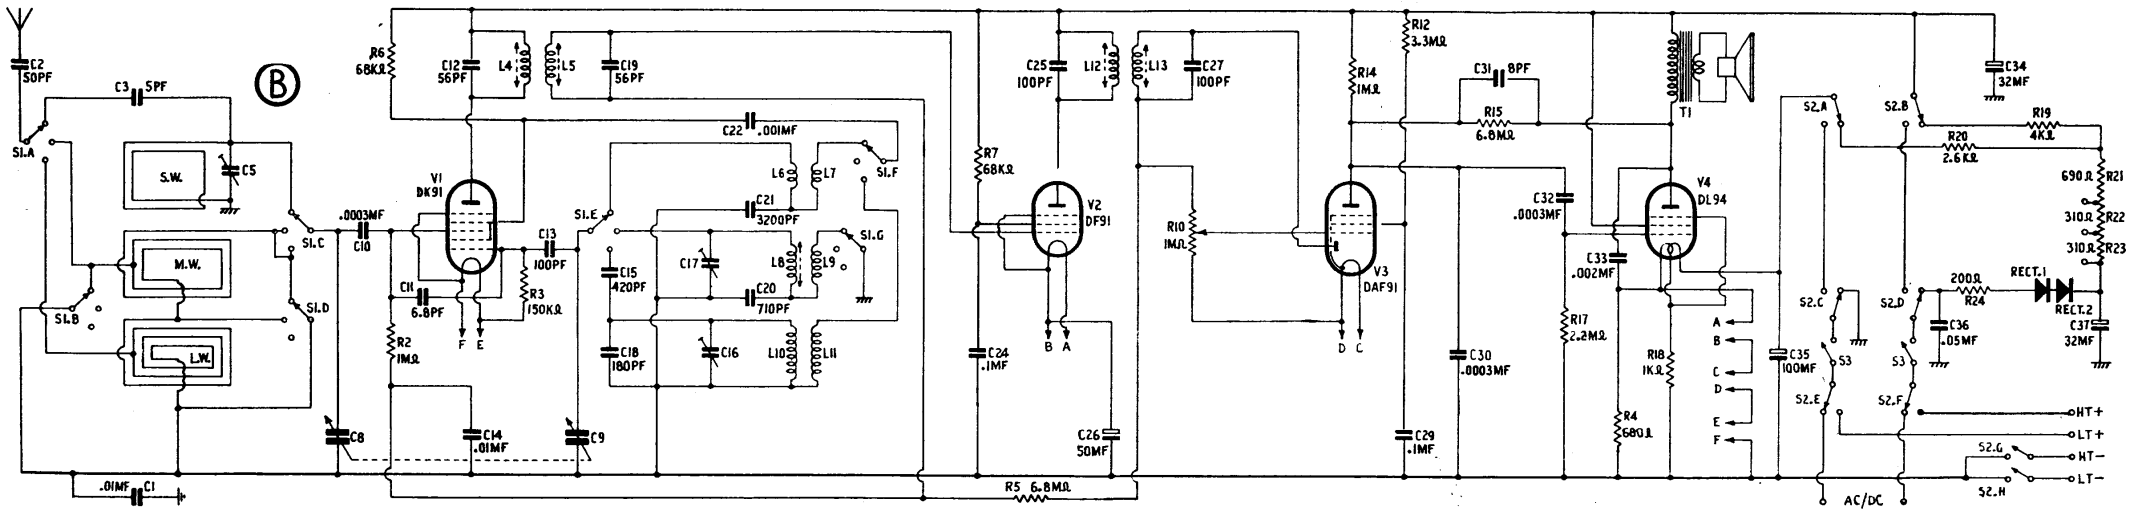 C2
50PF
C3 5PF
B
S1.A
S.W.
C5
M.W.
S1.B
L.W.
S1.C
S1.D
.01MF C1
.0003MF
C10
C8
R6
68KΩ
V1
DK91
C11
6.8PF
R2
1MΩ
C14
.01MF
F E
R3
150KΩ
C13
100PF
C12
56PF
L4
L5
C19
56PF
C22 .001MF
S1.E
C9
C15
420PF
C18
180PF
C17
C16
C21
3200PF
C20
710PF
L6
L7
L8
L9
L10
L11
S1.F
S1.G
R7
68KΩ
C24
.1MF
R5 6.8MΩ
C25
100PF
L12
L13
C27
100PF
V2
DF91
B A
C26
50MF
R10
1MΩ
R14
1MΩ
R12
3.3MΩ
V3
DAF91
D C
C29
.1MF
C30
.0003MF
C31 8PF
R15
6.8MΩ
C32
.0003MF
C33
.002MF
R17
2.2MΩ
R4
680Ω
R18
1KΩ
V4
DL94
T1
A
B
C
D
E
F
C35
100MF
S2.A
S2.B
S2.C
S2.D
S3
S3
S2.E
S2.F
AC/DC
C34
32MF
R19
4KΩ
R20
2.6KΩ
690Ω R21
310Ω R22
310Ω R23
200Ω
R24
RECT.1
RECT.2
C36
.05MF
C37
32MF
HT+
LT+
S2.G
HT-
LT-
S2.H